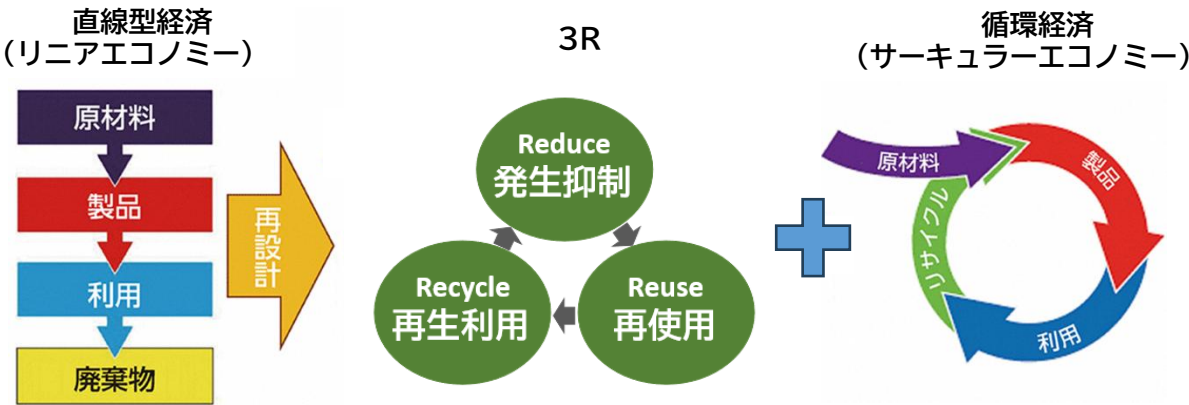 直線型経済
（リニアエコノミー）
原材料
製品
利用
廃棄物
再設計
3R
Reduce
発生抑制
Recycle
再生利用
Reuse
再使用
循環経済
（サーキュラーエコノミー）
原材料
製品
利用
リサイクル